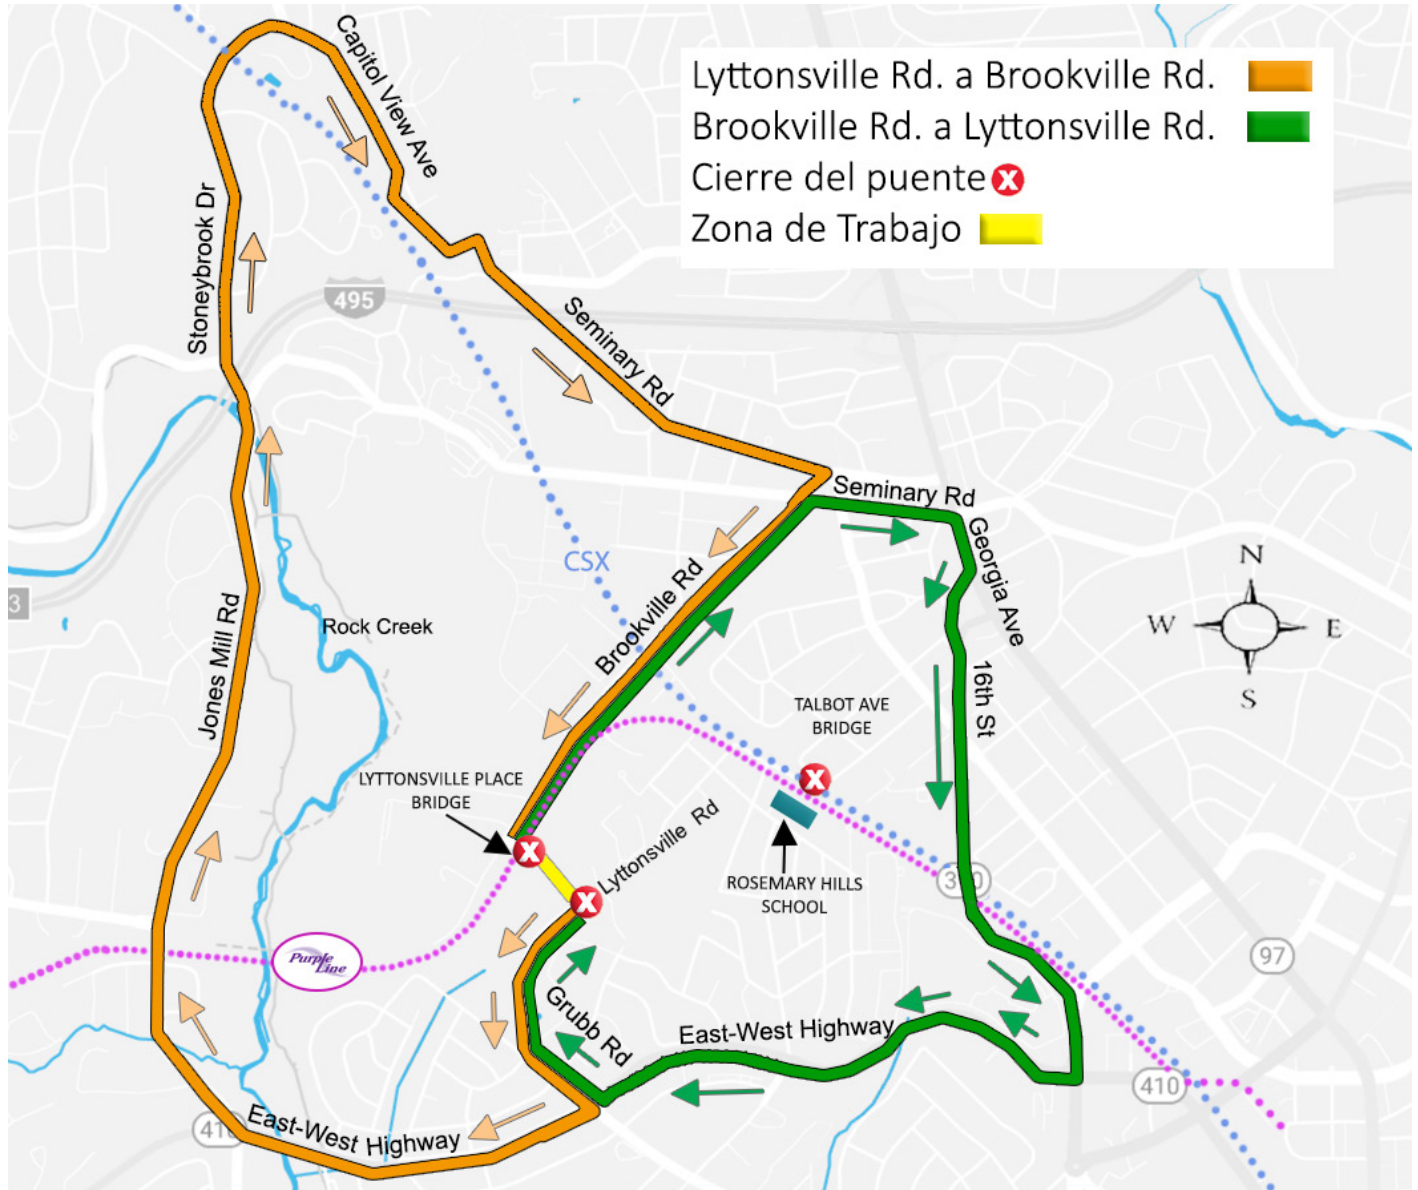 Lyttonsville Rd. a Brookville Rd.
Brookville Rd. a Lyttonsville Rd.
Cierre del puente X
Zona de Trabajo
Capitol View Ave
Stoneybrook Dr
495
Seminary Rd
Seminary Rd
Georgia Ave
CSX
N
W E
S
3
Rock Creek
Brookville Rd
Jones Mill Rd
16th St
TALBOT AVE
BRIDGE
X
LYTTONSVILLE PLACE
BRIDGE
X
Lyttonsville Rd
X
ROSEMARY HILLS
SCHOOL
97
Purple
Line
Grubb Rd
East-West Highway
410
East-West Highway